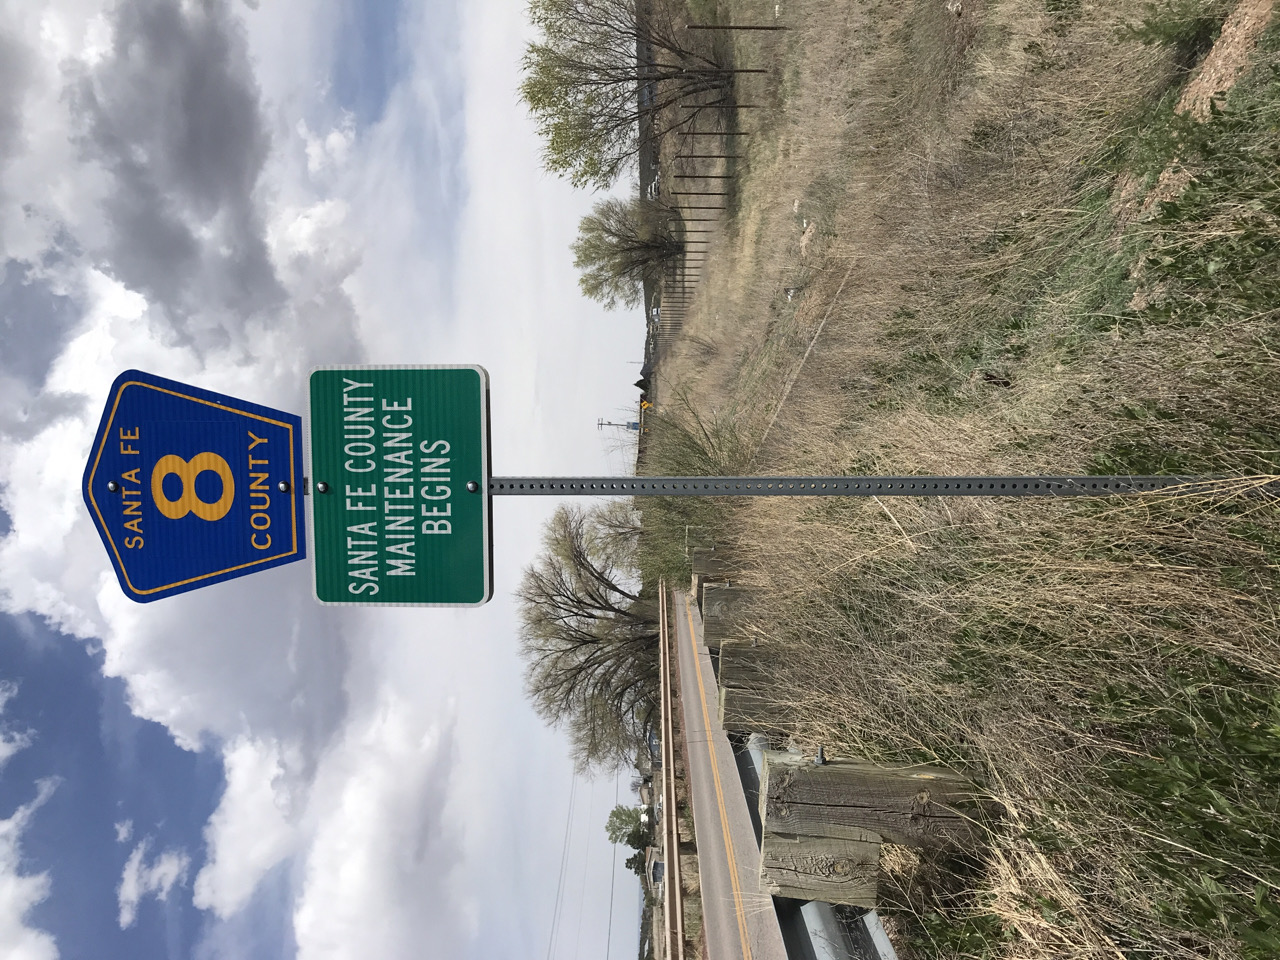 SANTA FE
8
COUNTY
SANTA FE COUNTY
MAINTENANCE
BEGINS